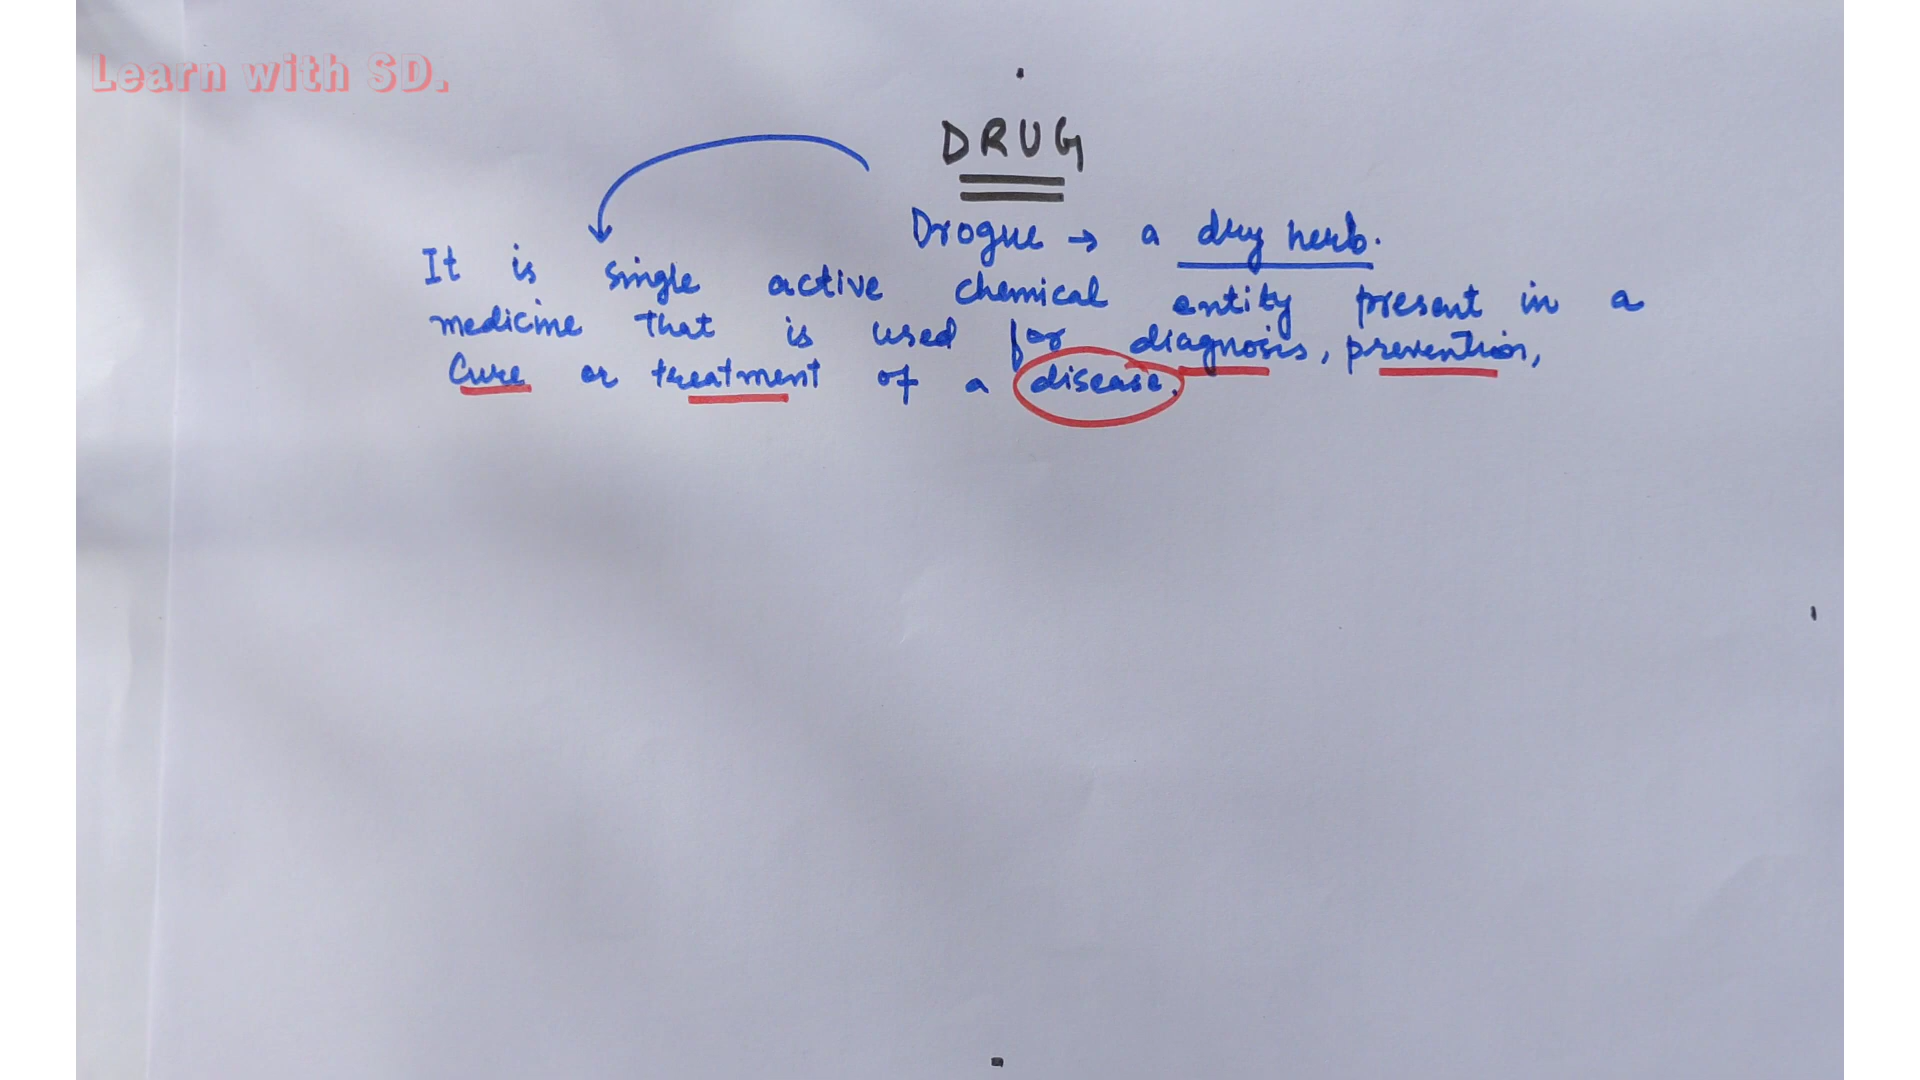 Learn with SD.
DRUG
Drogue → a dry herb.
It is single active chemical entity present in a
medicine that is used for diagnosis, prevention,
Cure or treatment of a disease.